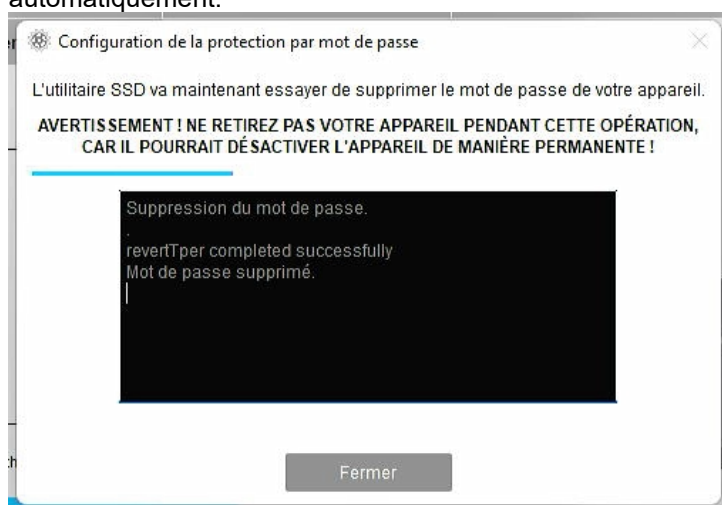 automatiquement.
Configuration de la protection par mot de passe
L'utilitaire SSD va maintenant essayer de supprimer le mot de passe de votre appareil.
AVERTISSEMENT ! NE RETIREZ PAS VOTRE APPAREIL PENDANT CETTE OPÉRATION,
CAR IL POURRAIT DÉSACTIVER L'APPAREIL DE MANIÈRE PERMANENTE !
Suppression du mot de passe.
.
revertTper completed successfully
Mot de passe supprimé.
Fermer